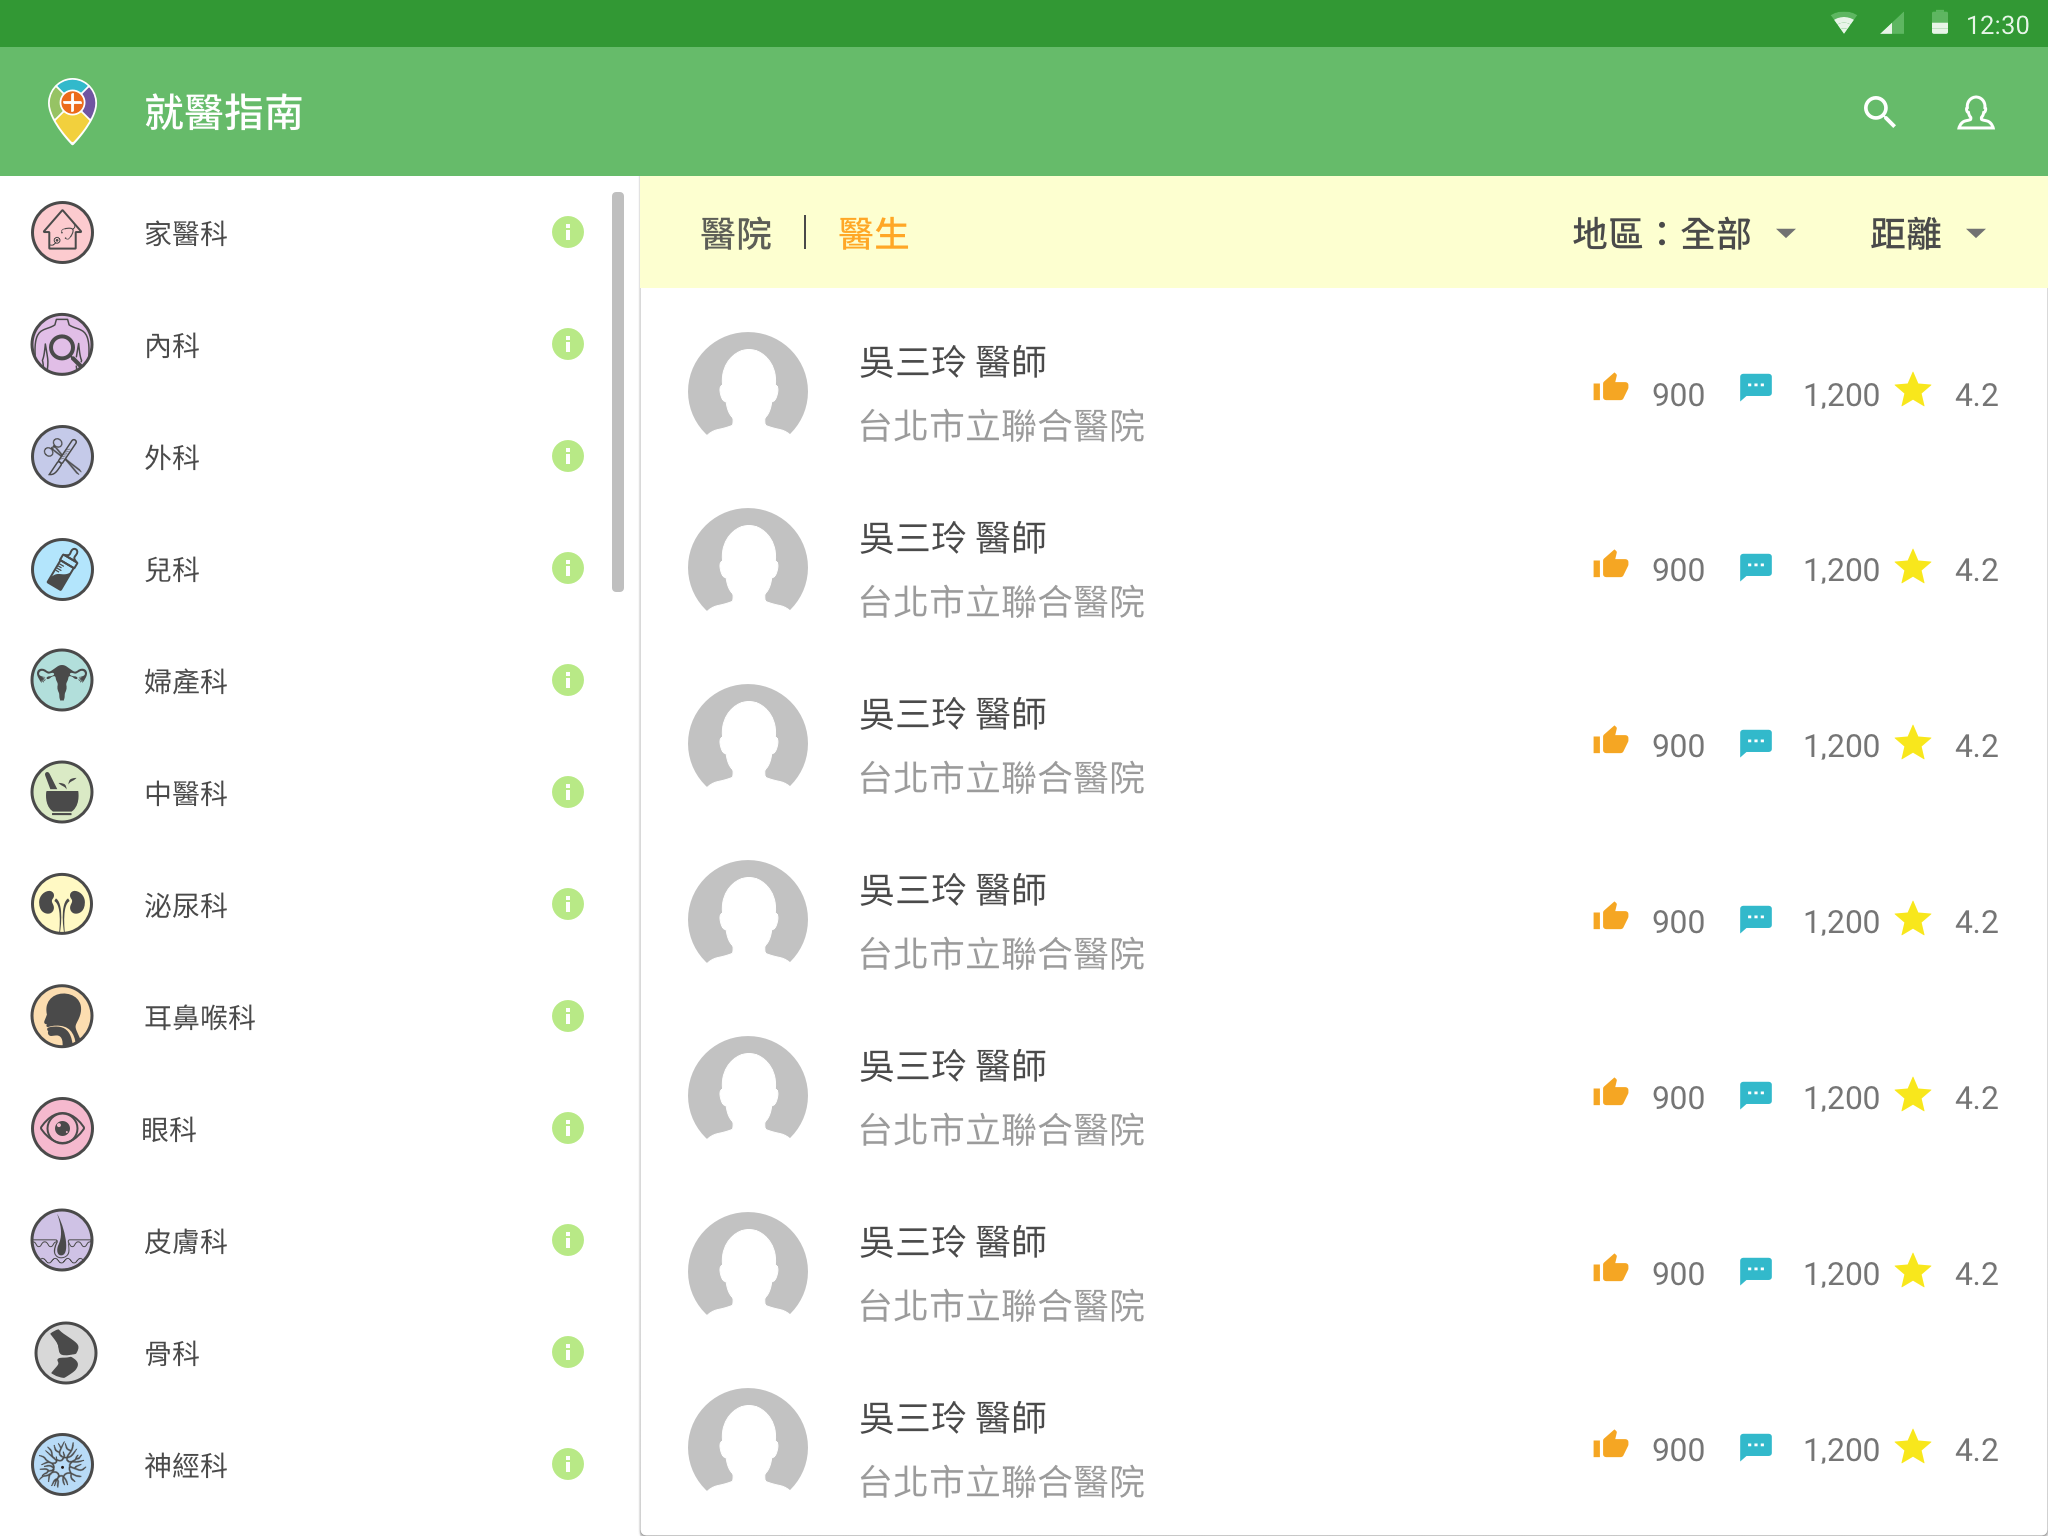 12:30
就醫指南
家醫科
內科
外科
兒科
婦產科
中醫科
泌尿科
耳鼻喉科
眼科
皮膚科
骨科
神經科
醫院 | 醫生 地區：全部 距離
吳三玲 醫師
台北市立聯合醫院
900 1,200 4.2
吳三玲 醫師
台北市立聯合醫院
900 1,200 4.2
吳三玲 醫師
台北市立聯合醫院
900 1,200 4.2
吳三玲 醫師
台北市立聯合醫院
900 1,200 4.2
吳三玲 醫師
台北市立聯合醫院
900 1,200 4.2
吳三玲 醫師
台北市立聯合醫院
900 1,200 4.2
吳三玲 醫師
台北市立聯合醫院
900 1,200 4.2